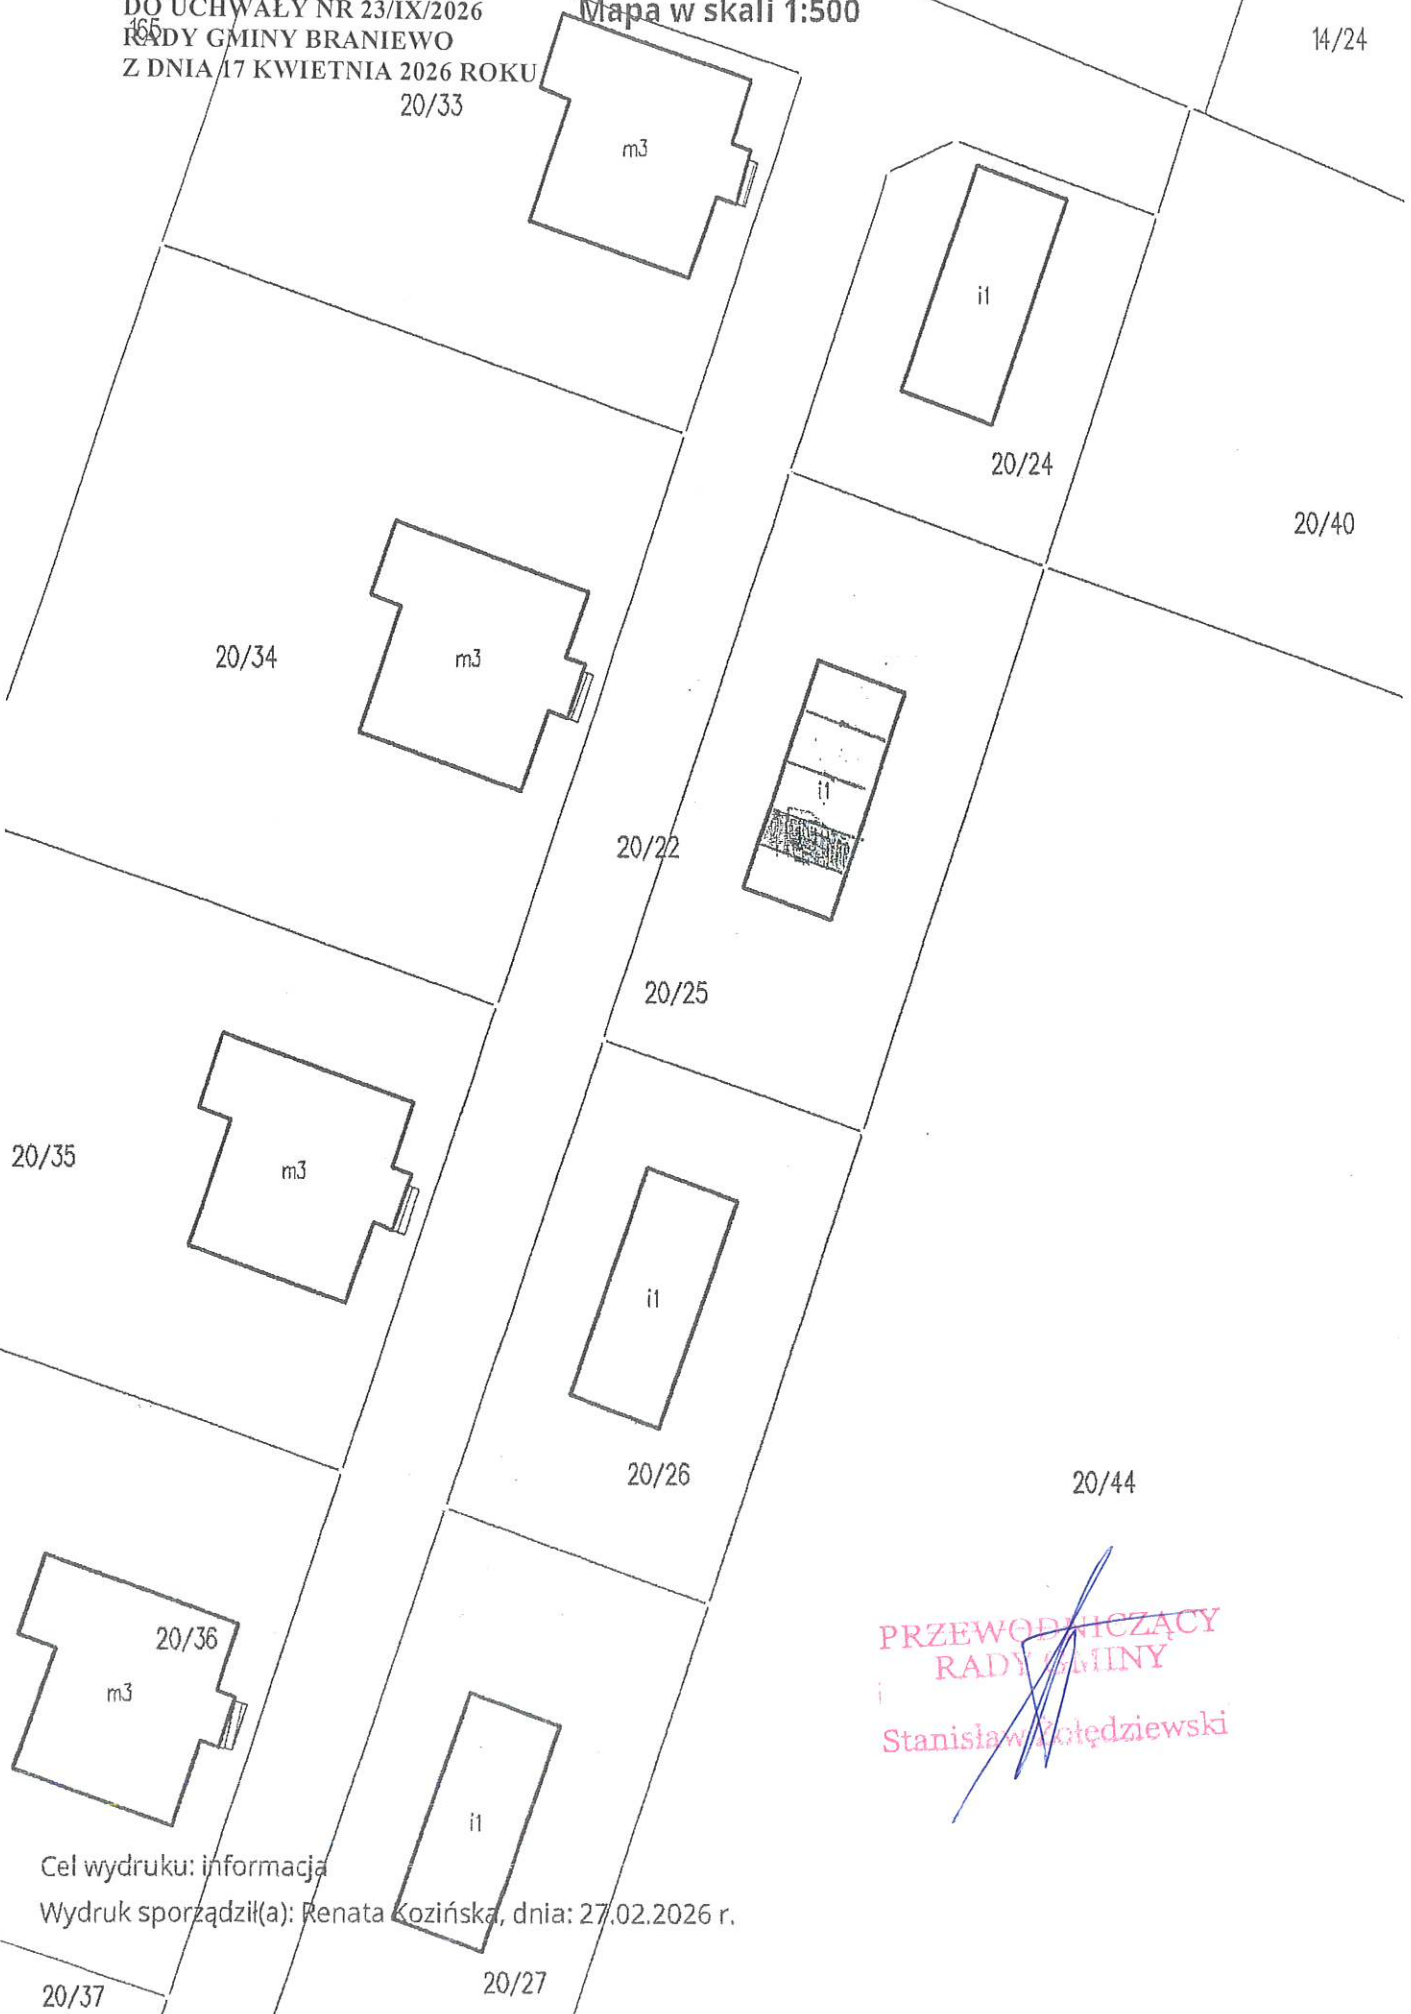 DO UCHWAŁY NR 23/IX/2026
Mapa w skali 1:500
165
RADY GMINY BRANIEWO
14/24
Z DNIA 17 KWIETNIA 2026 ROKU
20/33
m3
i1
20/24
20/40
20/34
m3
i1
20/22
20/25
20/35
m3
i1
20/26
20/44
PRZEWODNICZĄCY
RADY GMINY
20/36
m3
Stanisław Żołędziewski
i1
Cel wydruku: informacja
Wydruk sporządził(a): Renata Kozińska, dnia: 27.02.2026 r.
20/27
20/37